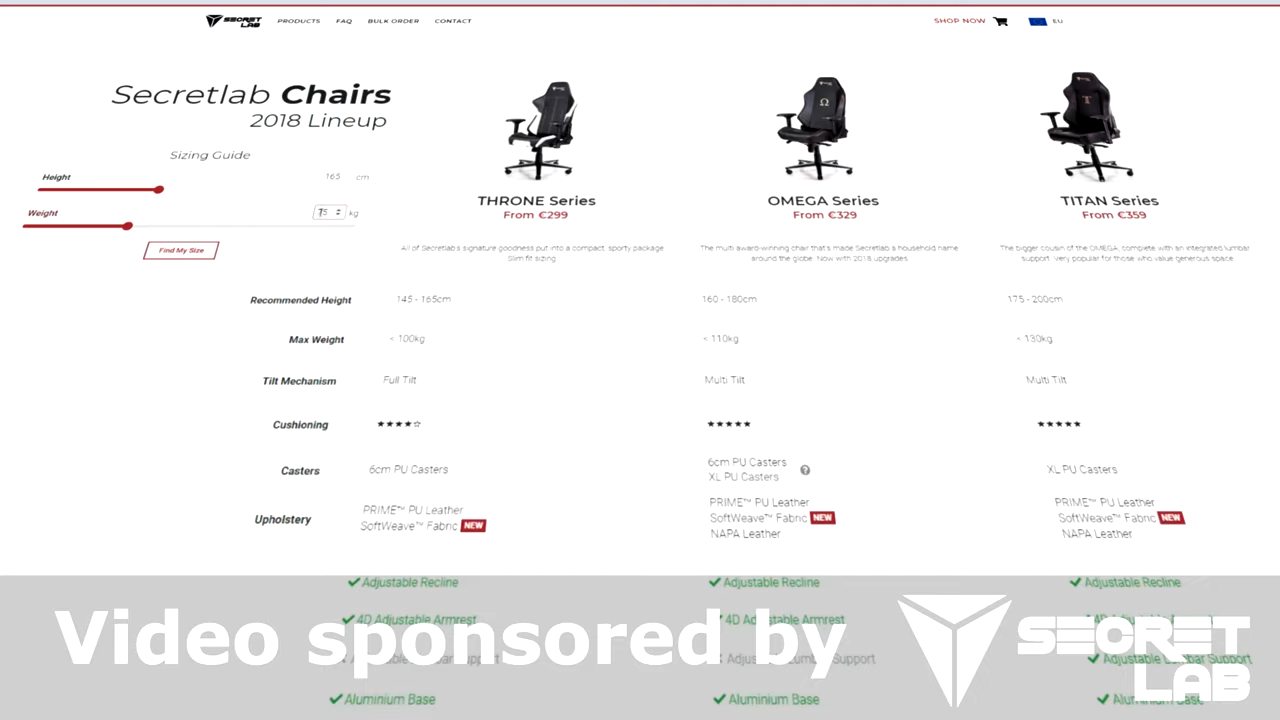 SECRET LAB PRODUCTS FAQ BULK ORDER CONTACT SHOP NOW EU
Secretlab Chairs
2018 Lineup
Sizing Guide
Height 165 cm
Weight 75 kg
Find My Size
THRONE Series OMEGA Series TITAN Series
From €299 From €329 From €359
All of Secretlab's signature goodness put into a compact, sporty package. The multi award-winning chair that's made Secretlab a household name The bigger cousin of the OMEGA, complete with an integrated lumbar
Slim fit sizing. around the globe. Now with 2018 upgrades. support. Very popular for those who value generous space.
Recommended Height 145 - 165cm 160 - 180cm 175 - 200cm
Max Weight < 100kg < 110kg < 130kg
Tilt Mechanism Full Tilt Multi Tilt Multi Tilt
Cushioning ★★★★☆ ★★★★★ ★★★★★
Casters 6cm PU Casters 6cm PU Casters XL PU Casters
XL PU Casters ?
Upholstery PRIME™ PU Leather PRIME™ PU Leather PRIME™ PU Leather
SoftWeave™ Fabric NEW SoftWeave™ Fabric NEW SoftWeave™ Fabric NEW
NAPA Leather NAPA Leather
Adjustable Recline Adjustable Recline Adjustable Recline
4D Adjustable Armrest 4D Adjustable Armrest
Adjustable Lumbar Support Adjustable Lumbar Support
Aluminium Base Aluminium Base Aluminium Base
Video sponsored by SECRET LAB